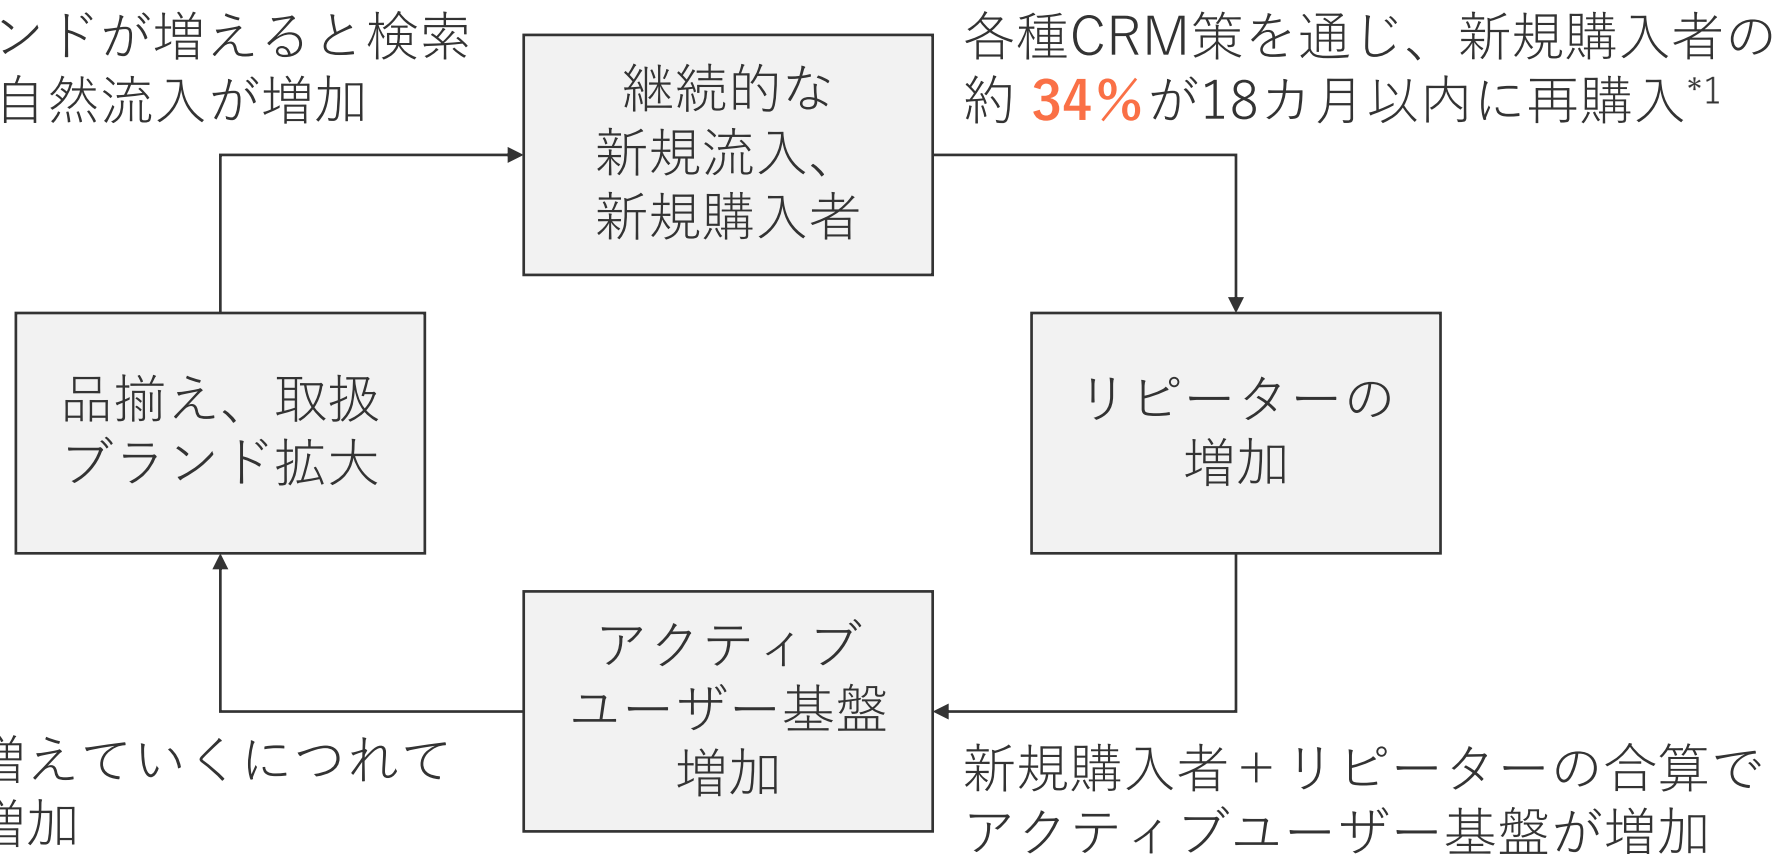 ンドが増えると検索
自然流入が増加
継続的な
新規流入、
新規購入者
各種CRM策を通じ、新規購入者の
約 34% が18カ月以内に再購入*1
品揃え、取扱
ブランド拡大
リピーターの
増加
アクティブ
ユーザー基盤
増加
増えていくにつれて
増加
新規購入者＋リピーターの合算で
アクティブユーザー基盤が増加